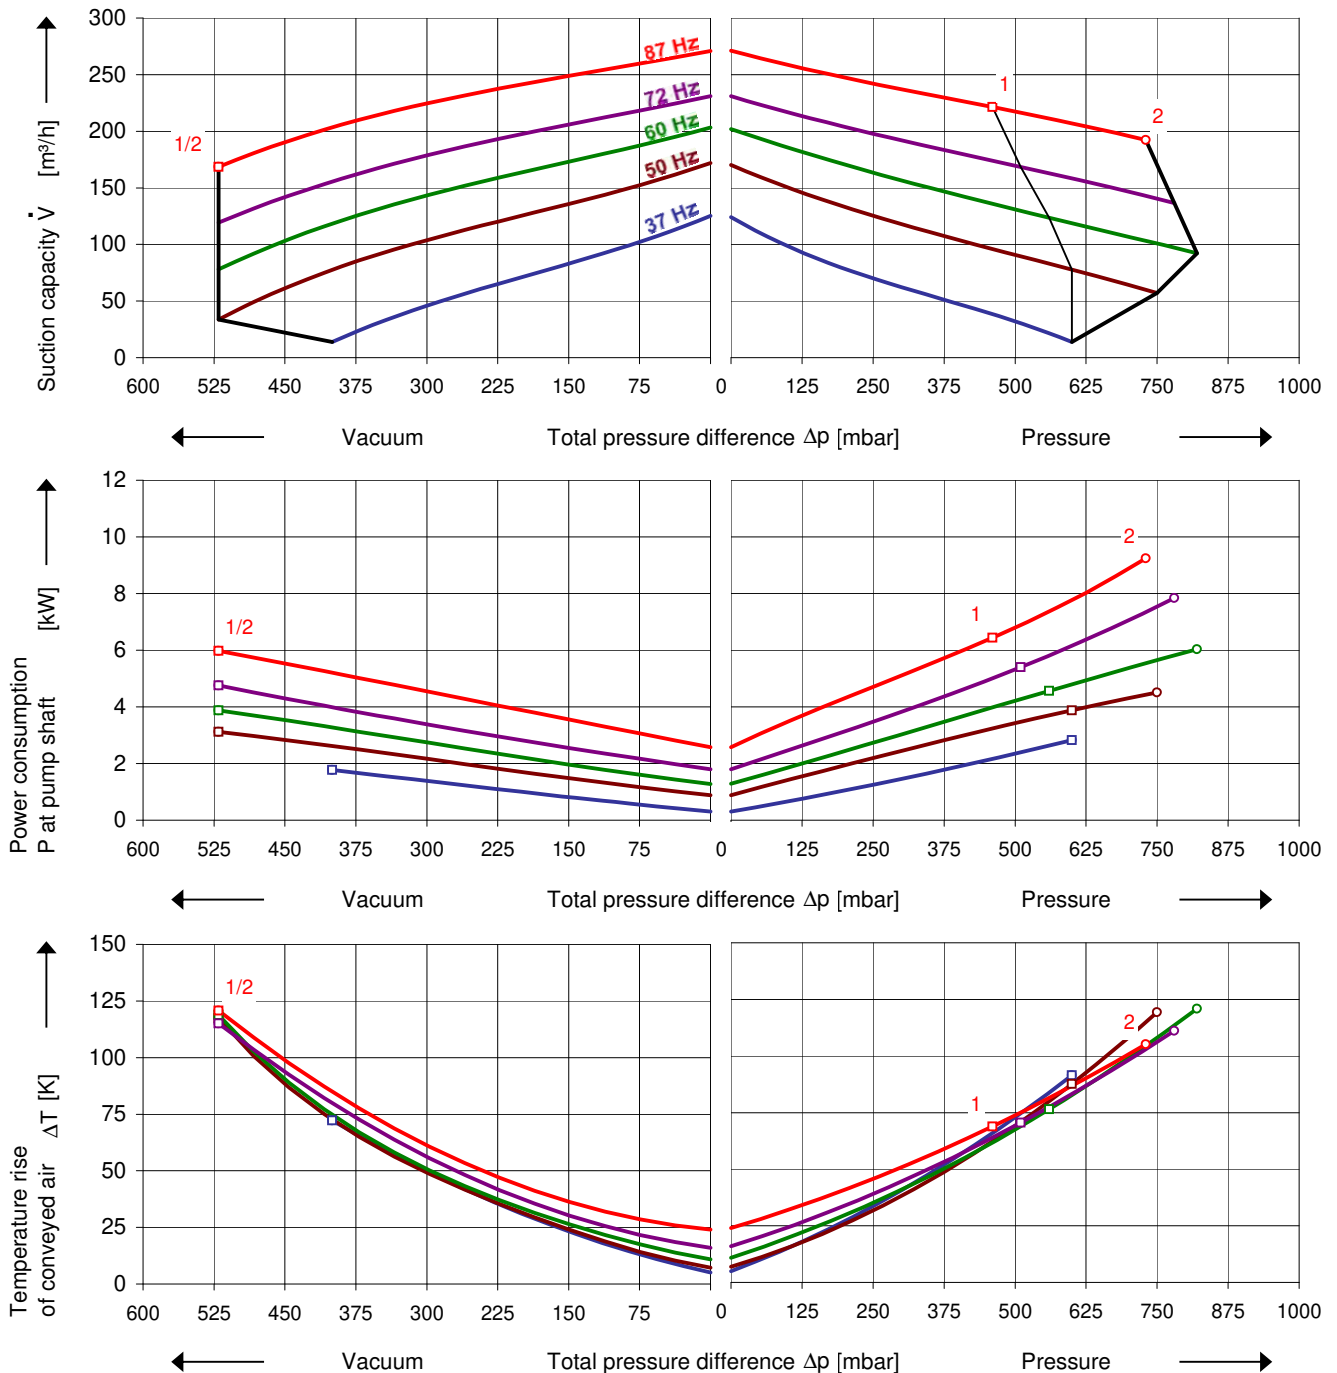 300
250
200
150
100
50
0
Suction capacity V̇ [m³/h]
87 Hz
72 Hz
60 Hz
50 Hz
37 Hz
1/2
1
2
600 525 450 375 300 225 150 75 0 125 250 375 500 625 750 875 1000
Vacuum Total pressure difference Δp [mbar] Pressure
12
10
8
6
4
2
0
Power consumption
P at pump shaft [kW]
1/2
1
2
600 525 450 375 300 225 150 75 0 125 250 375 500 625 750 875 1000
Vacuum Total pressure difference Δp [mbar] Pressure
150
125
100
75
50
25
0
Temperature rise
of conveyed air ΔT [K]
1/2
1
2
600 525 450 375 300 225 150 75 0 125 250 375 500 625 750 875 1000
Vacuum Total pressure difference Δp [mbar] Pressure